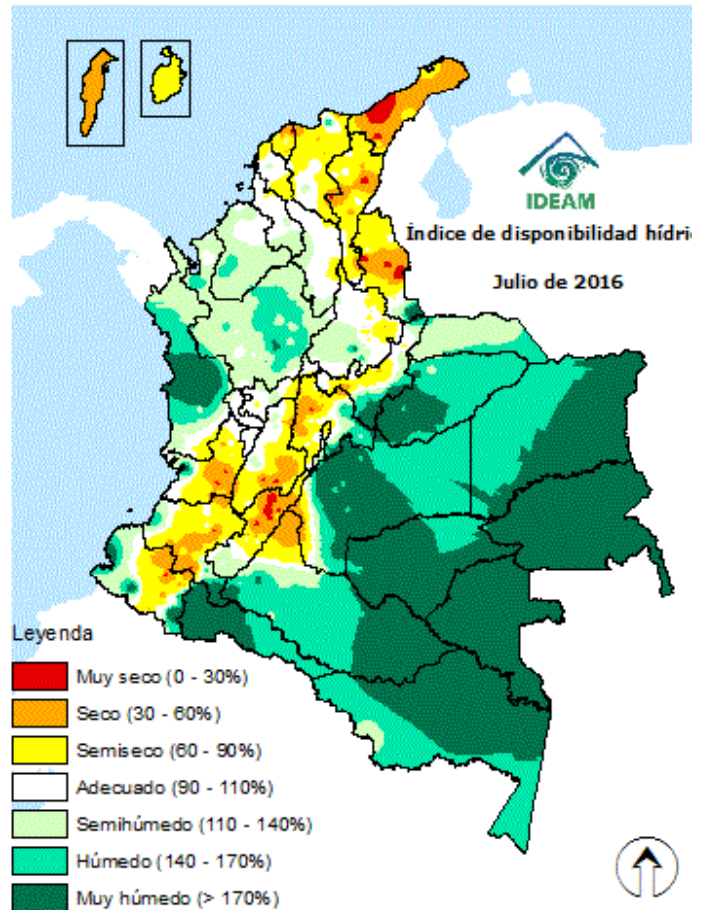 IDEAM
Índice de disponibilidad hídri
Julio de 2016
Leyenda
Muy seco (0 - 30%)
Seco (30 - 60%)
Semiseco (60 - 90%)
Adecuado (90 - 110%)
Semihúmedo (110 - 140%)
Húmedo (140 - 170%)
Muy húmedo (> 170%)